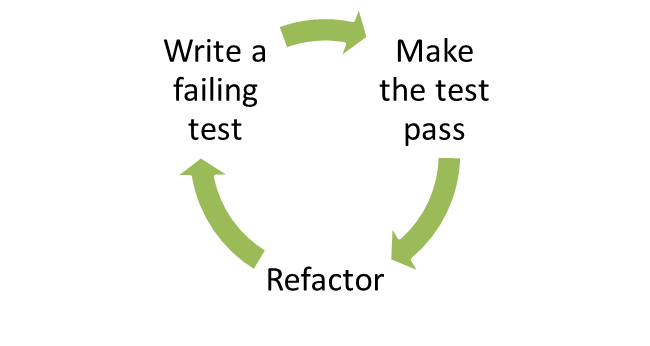 Write a
failing
test
Make
the test
pass
Refactor